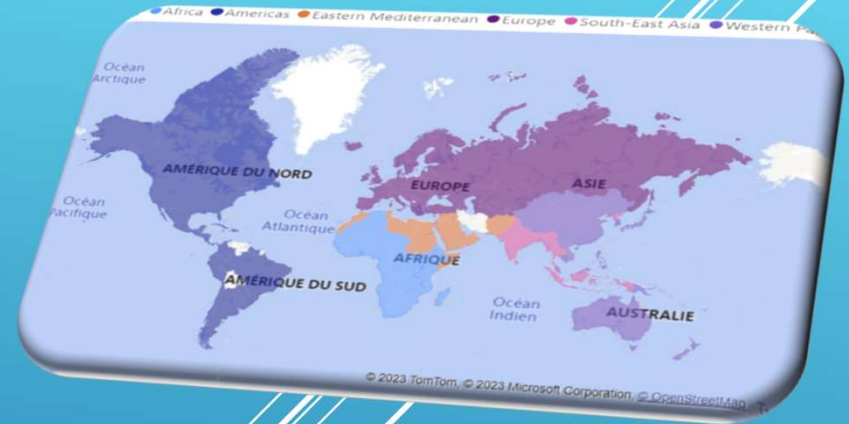 Africa Americas Eastern Mediterranean Europe South-East Asia Western
Océan
Arctique
AMÉRIQUE DU NORD
EUROPE
ASIE
Océan
Pacifique
Océan
Atlantique
AFRIQUE
AMÉRIQUE DU SUD
Océan
Indien
AUSTRALIE
© 2023 TomTom, © 2023 Microsoft Corporation, © OpenStreetMap,